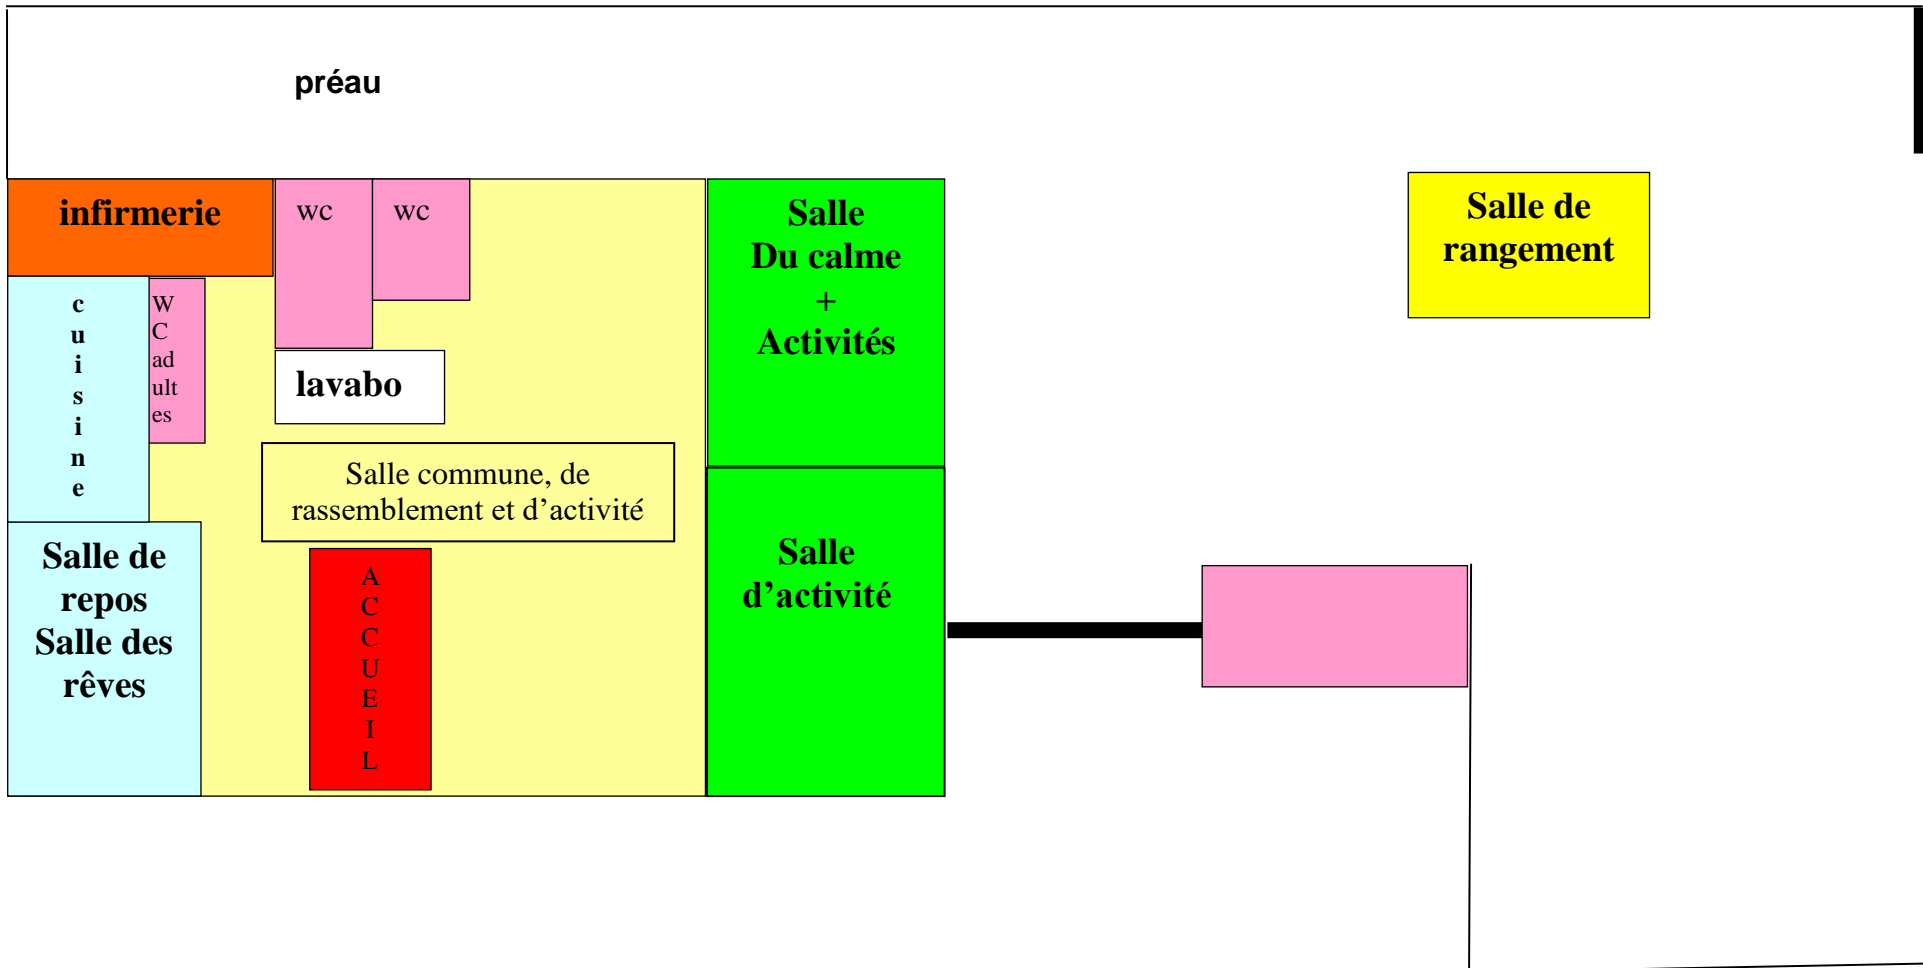 préau
infirmerie
wc
wc
Salle
Du calme
+
Activités
Salle de
rangement
c
u
i
s
i
n
e
W
C
ad
ult
es
lavabo
Salle commune, de
rassemblement et d’activité
Salle de
repos
Salle des
rêves
A
C
C
U
E
I
L
Salle
d’activité